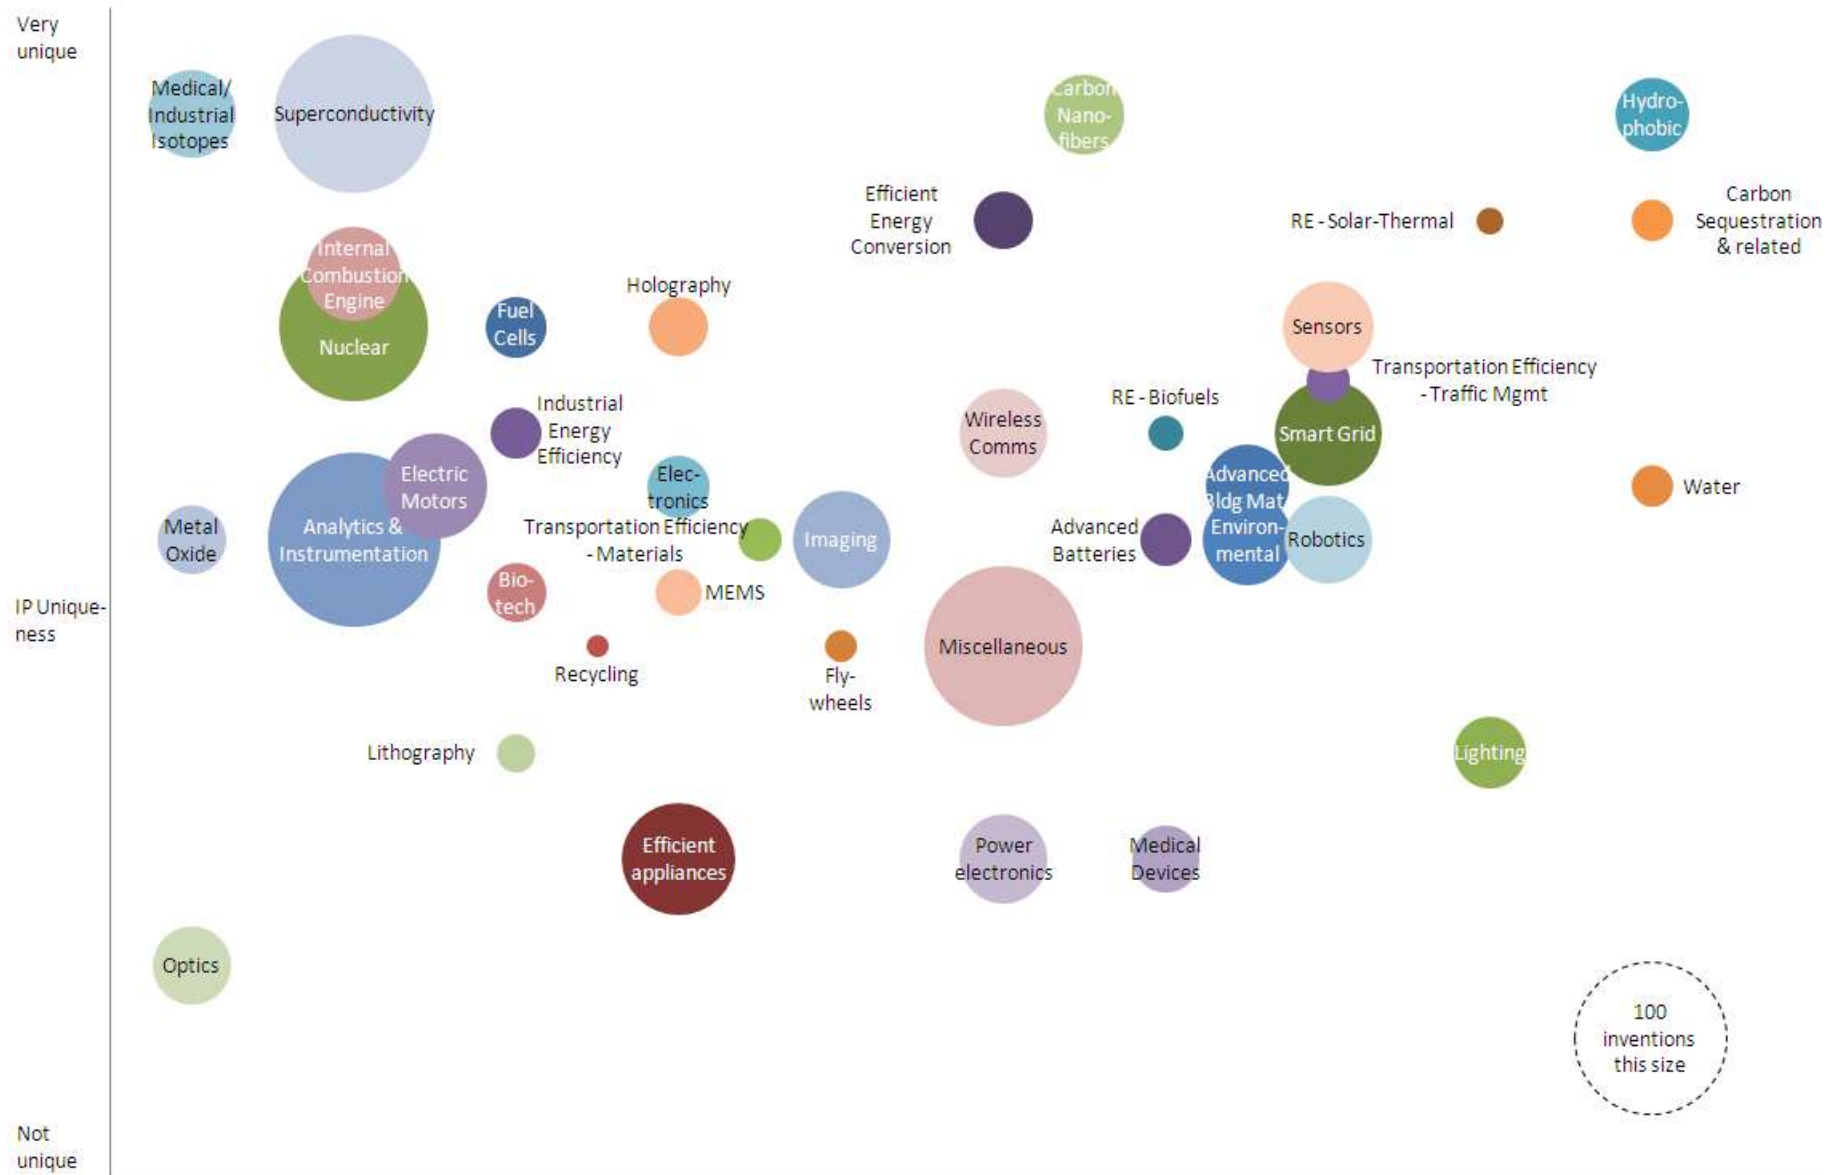 Very
unique
Medical/
Industrial
Isotopes
Superconductivity
Carbon
Nano-
fibers
Hydro-
phobic
Efficient
Energy
Conversion
RE - Solar-Thermal
Carbon
Sequestration
& related
Internal
Combustion
Engine
Nuclear
Fuel
Cells
Holography
Sensors
Transportation Efficiency
- Traffic Mgmt
Industrial
Energy
Efficiency
Wireless
Comms
RE - Biofuels
Smart Grid
Electric
Motors
Elec-
tronics
Advanced
Bldg Mat.
Water
Metal
Oxide
Analytics &
Instrumentation
Transportation Efficiency
- Materials
Imaging
Advanced
Batteries
Environ-
mental
Robotics
Bio-
tech
MEMS
IP Unique-
ness
Recycling
Fly-
wheels
Miscellaneous
Lithography
Lighting
Efficient
appliances
Power
electronics
Medical
Devices
Optics
100
inventions
this size
Not
unique